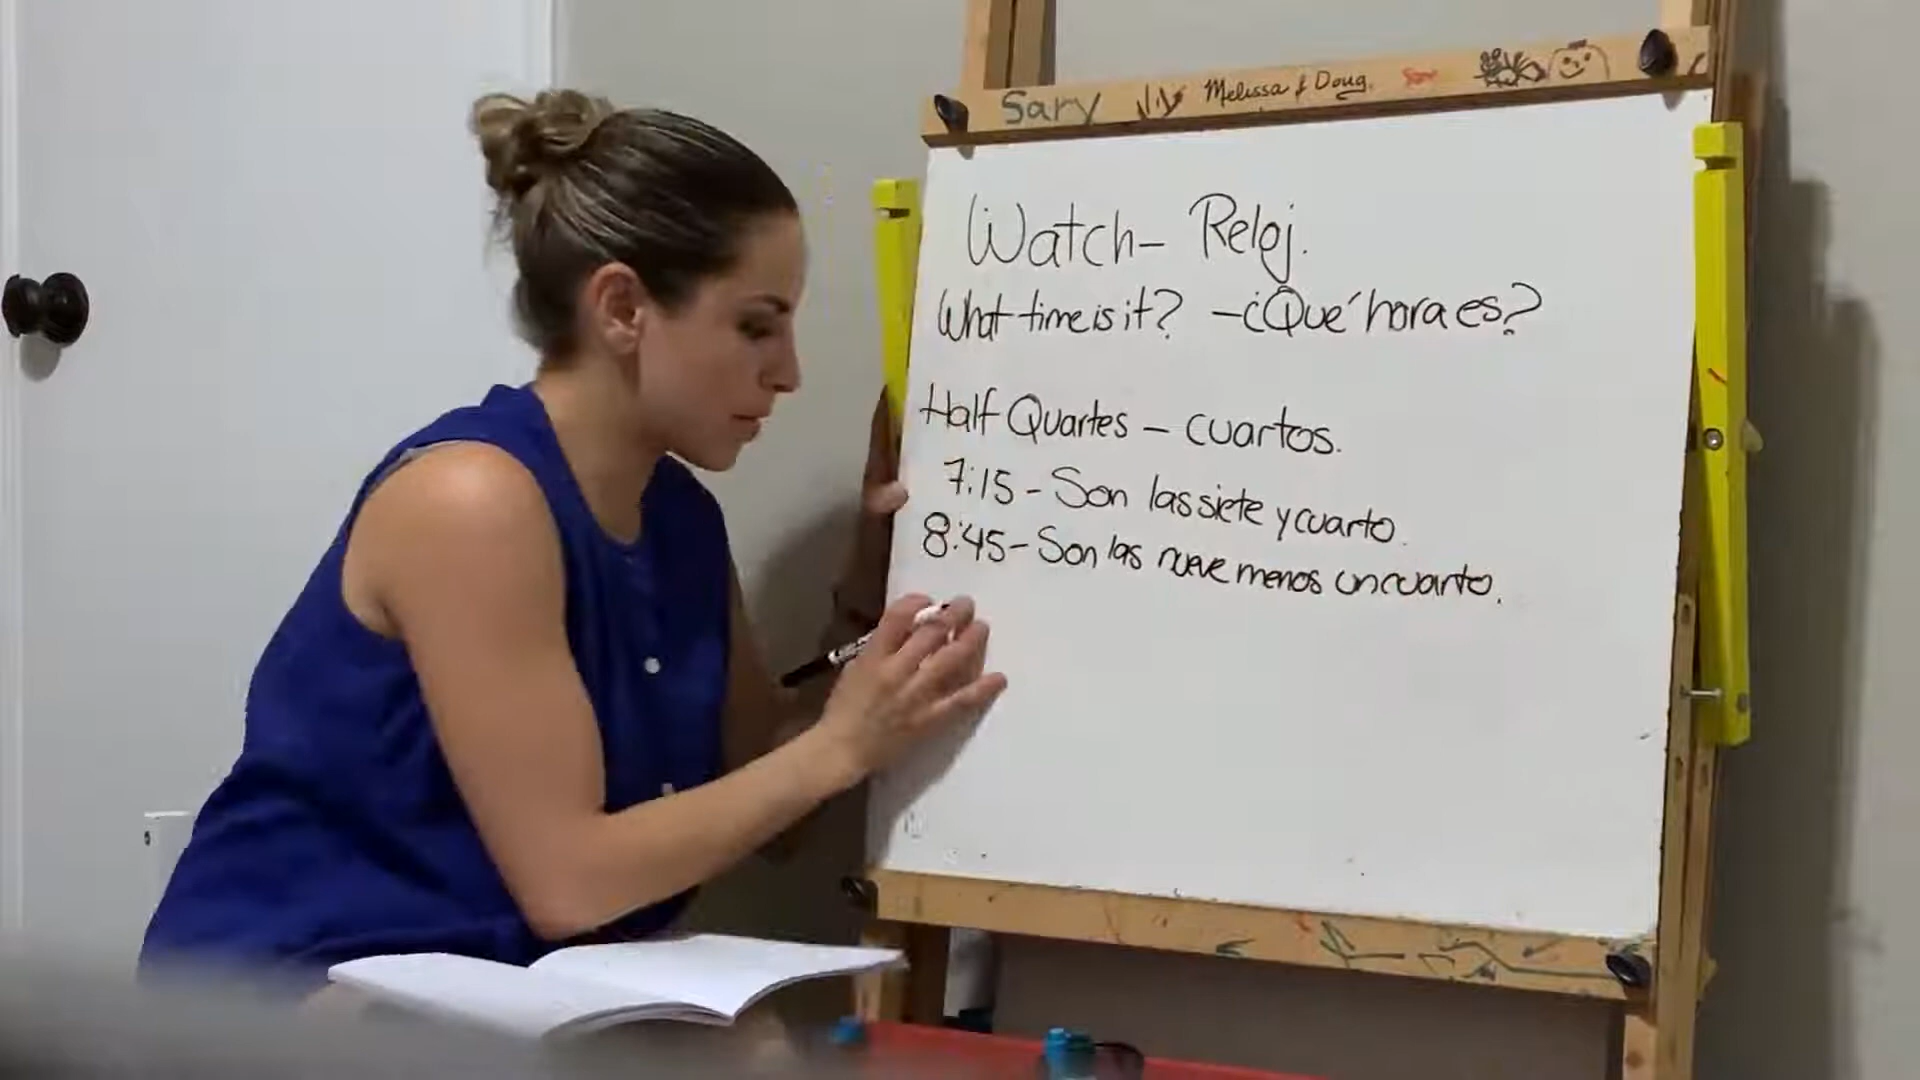 Sary Melissa & Doug.
Watch- Reloj.
What time is it? -¿Qué hora es?
Half Quartes - cuartos.
7:15 - Son las siete y cuarto.
8:45 - Son las nueve menos un cuarto.